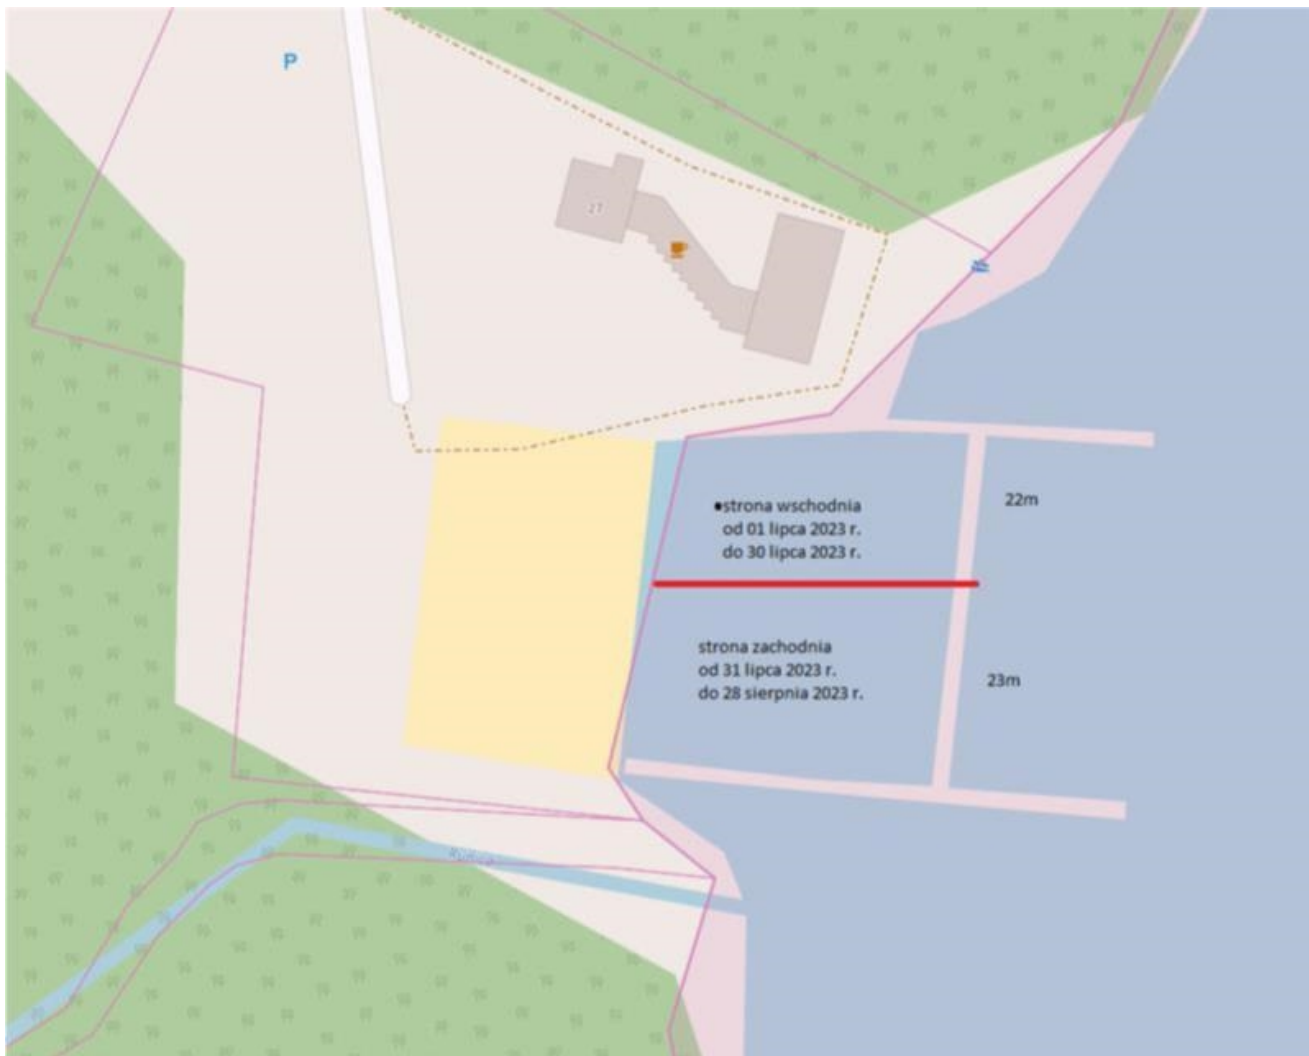 P
27
•strona wschodnia
od 01 lipca 2023 r.
do 30 lipca 2023 r.
22m
strona zachodnia
od 31 lipca 2023 r.
do 28 sierpnia 2023 r.
23m